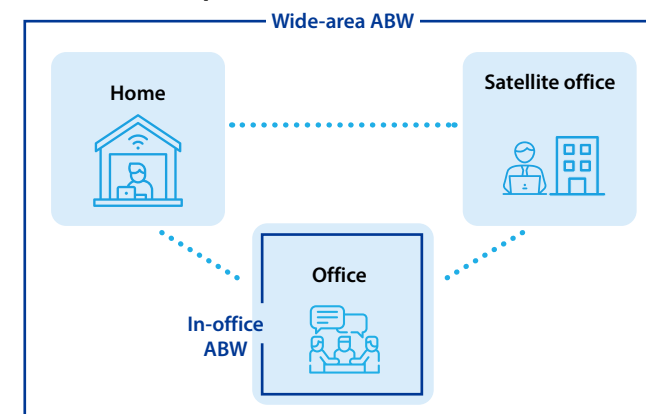 Wide-area ABW
Home
Satellite office
Office
In-office
ABW